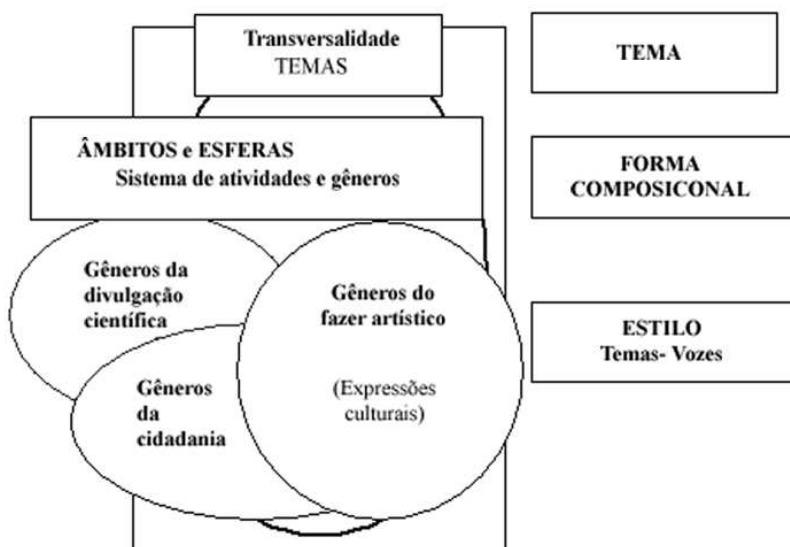 Transversalidade
TEMAS
TEMA
ÂMBITOS e ESFERAS
Sistema de atividades e gêneros
FORMA
COMPOSICONAL
Gêneros da
divulgação
científica
Gêneros do
fazer artístico
(Expressões
culturais)
Gêneros
da
cidadania
ESTILO
Temas- Vozes